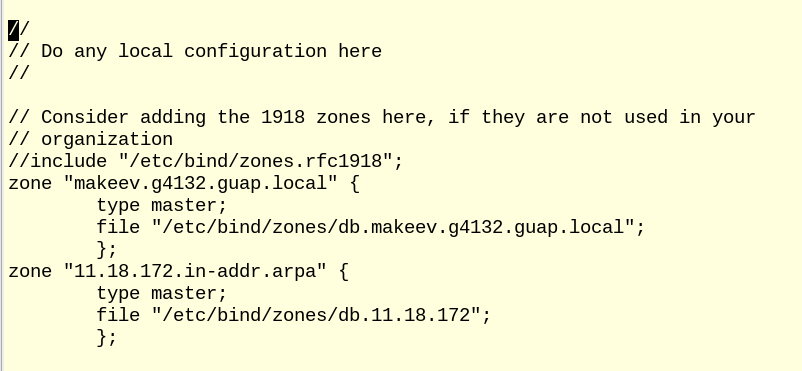 //
// Do any local configuration here
//
// Consider adding the 1918 zones here, if they are not used in your
// organization
//include "/etc/bind/zones.rfc1918";
zone "makeev.g4132.guap.local" {
        type master;
        file "/etc/bind/zones/db.makeev.g4132.guap.local";
        };
zone "11.18.172.in-addr.arpa" {
        type master;
        file "/etc/bind/zones/db.11.18.172";
        };